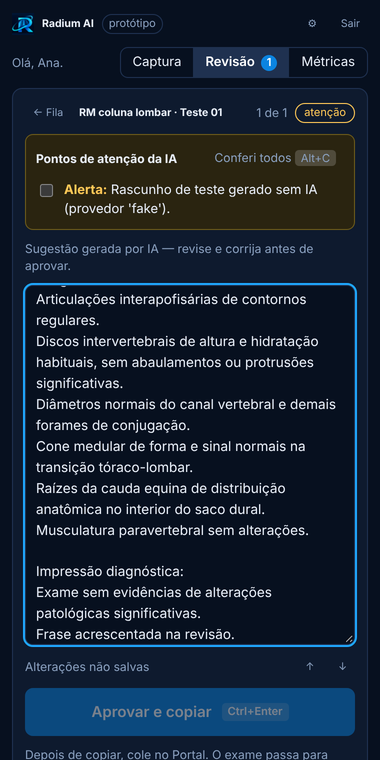 Radium AI protótipo ⚙ Sair
Olá, Ana. Captura Revisão 1 Métricas
← Fila RM coluna lombar · Teste 01 1 de 1 atenção
Pontos de atenção da IA Conferi todos Alt+C
Alerta: Rascunho de teste gerado sem IA
(provedor 'fake').
Sugestão gerada por IA — revise e corrija antes de
aprovar.
Articulações interapofisárias de contornos
regulares.
Discos intervertebrais de altura e hidratação
habituais, sem abaulamentos ou protrusões
significativas.
Diâmetros normais do canal vertebral e demais
forames de conjugação.
Cone medular de forma e sinal normais na
transição tóraco-lombar.
Raízes da cauda equina de distribuição
anatômica no interior do saco dural.
Musculatura paravertebral sem alterações.

Impressão diagnóstica:
Exame sem evidências de alterações
patológicas significativas.
Frase acrescentada na revisão.
Alterações não salvas ↑ ↓
Aprovar e copiar Ctrl+Enter
Depois de copiar, cole no Portal. O exame passa para